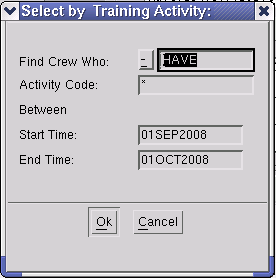 Select by Training Activity:
Find Crew Who: - HAVE
Activity Code: *
Between
Start Time: 01SEP2008
End Time: 01OCT2008
Ok Cancel